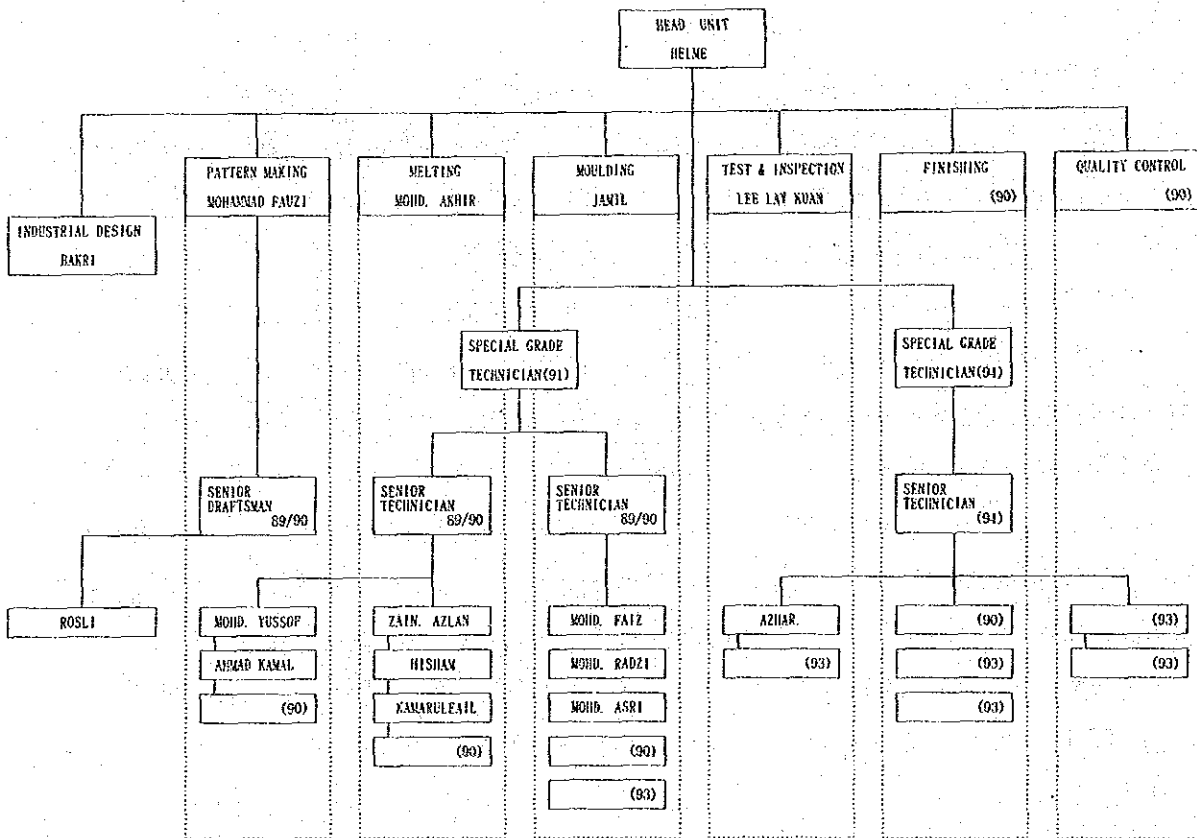 HEAD UNIT
HELME
INDUSTRIAL DESIGN
BAKRI
PATTERN MAKING
MOHAMMAD FAUZI
MELTING
MOHD. AKHIR
MOULDING
JAMIL
TEST & INSPECTION
LEE LAY KUAN
FINISHING
(90)
QUALITY CONTROL
(90)
SPECIAL GRADE
TECHNICIAN(91)
SPECIAL GRADE
TECHNICIAN(94)
SENIOR
DRAFTSMAN
89/90
SENIOR
TECHNICIAN
89/90
SENIOR
TECHNICIAN
89/90
SENIOR
TECHNICIAN
(94)
ROSLI
MOHD. YUSSOF
AHMAD KAMAL
(90)
ZAIN. AZLAN
HISHAM
(90)
MOHD. FAIZ
MOHD. RADZI
MOHD. ASRI
(90)
(93)
AZHAR.
(93)
(90)
(93)
(93)
(93)
(93)